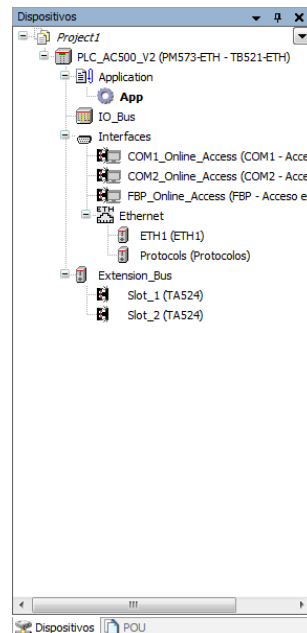 Dispositivos
Project1
PLC_AC500_V2 (PM573-ETH - TB521-ETH)
Application
App
IO_Bus
Interfaces
COM1_Online_Access (COM1 - Acce
COM2_Online_Access (COM2 - Acce
FBP_Online_Access (FBP - Acceso e
ETH Ethernet
ETH1 (ETH1)
Protocols (Protocolos)
Extension_Bus
Slot_1 (TA524)
Slot_2 (TA524)
Dispositivos POU